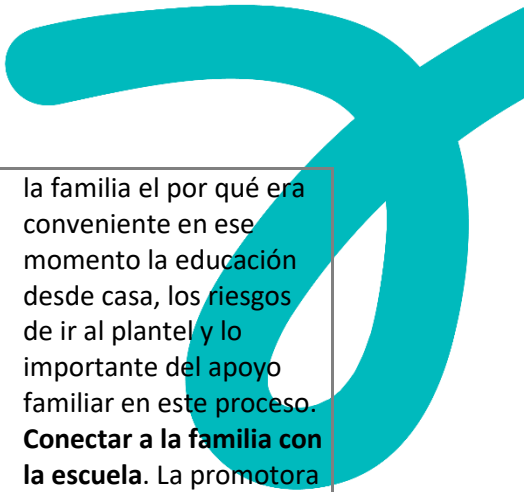 la familia el por qué era
conveniente en ese
momento la educación
desde casa, los riesgos
de ir al plantel y lo
importante del apoyo
familiar en este proceso.
Conectar a la familia con
la escuela. La promotora